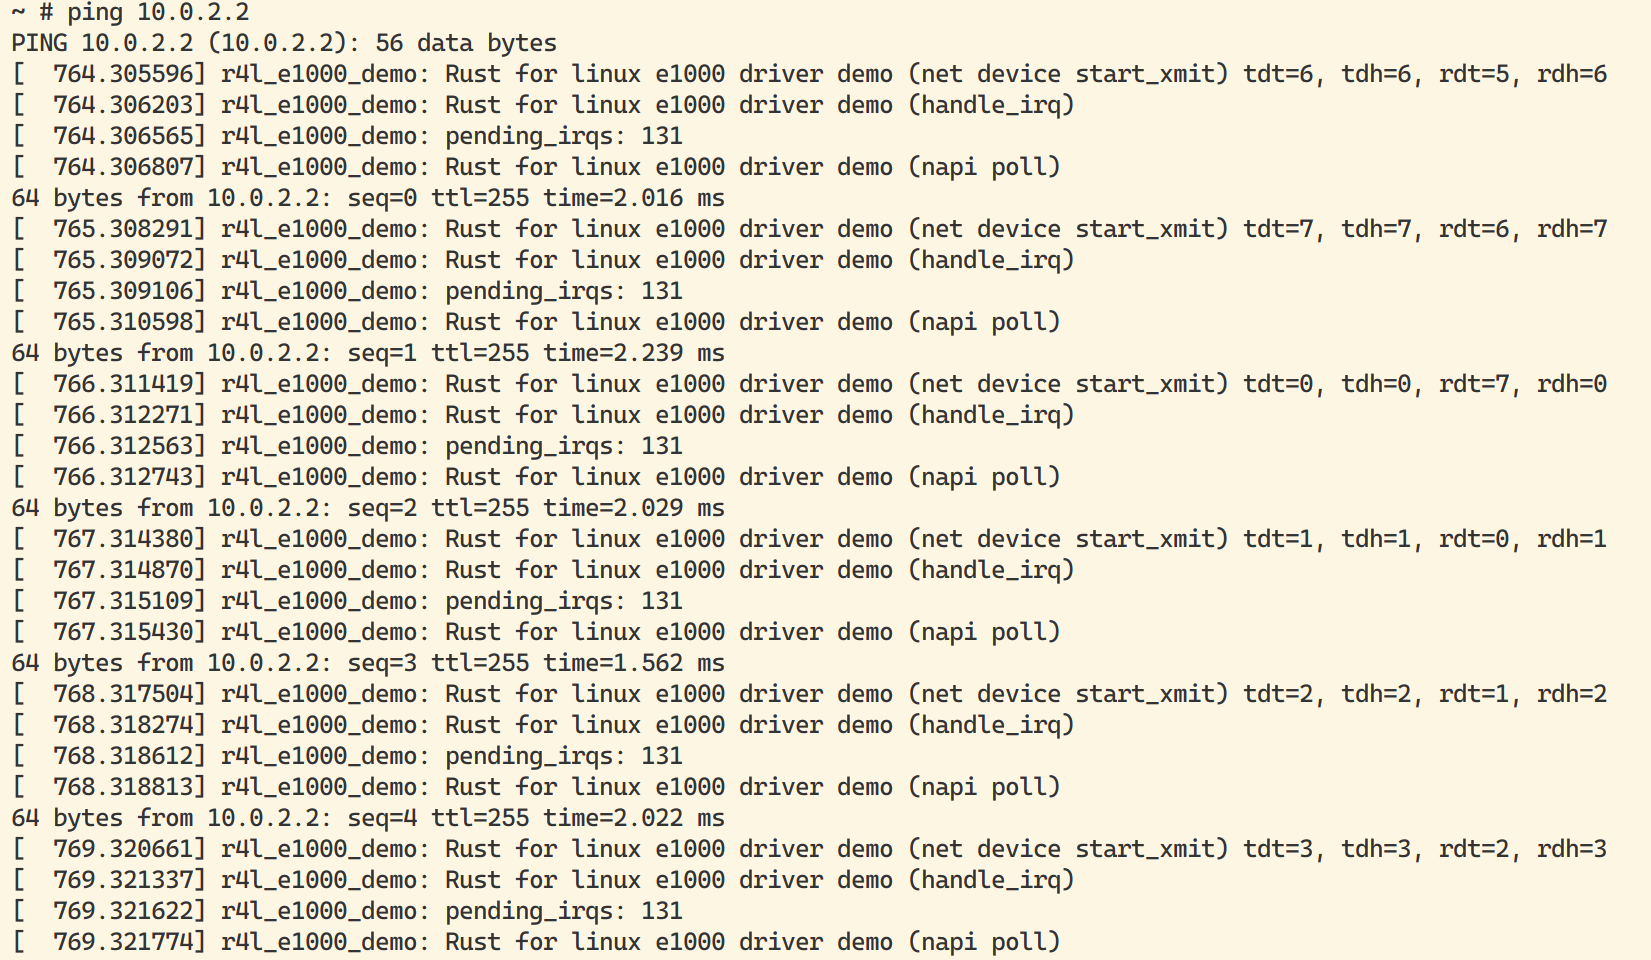 ~ # ping 10.0.2.2
PING 10.0.2.2 (10.0.2.2): 56 data bytes
[  764.305596] r4l_e1000_demo: Rust for linux e1000 driver demo (net device start_xmit) tdt=6, tdh=6, rdt=5, rdh=6
[  764.306203] r4l_e1000_demo: Rust for linux e1000 driver demo (handle_irq)
[  764.306565] r4l_e1000_demo: pending_irqs: 131
[  764.306807] r4l_e1000_demo: Rust for linux e1000 driver demo (napi poll)
64 bytes from 10.0.2.2: seq=0 ttl=255 time=2.016 ms
[  765.308291] r4l_e1000_demo: Rust for linux e1000 driver demo (net device start_xmit) tdt=7, tdh=7, rdt=6, rdh=7
[  765.309072] r4l_e1000_demo: Rust for linux e1000 driver demo (handle_irq)
[  765.309106] r4l_e1000_demo: pending_irqs: 131
[  765.310598] r4l_e1000_demo: Rust for linux e1000 driver demo (napi poll)
64 bytes from 10.0.2.2: seq=1 ttl=255 time=2.239 ms
[  766.311419] r4l_e1000_demo: Rust for linux e1000 driver demo (net device start_xmit) tdt=0, tdh=0, rdt=7, rdh=0
[  766.312271] r4l_e1000_demo: Rust for linux e1000 driver demo (handle_irq)
[  766.312563] r4l_e1000_demo: pending_irqs: 131
[  766.312743] r4l_e1000_demo: Rust for linux e1000 driver demo (napi poll)
64 bytes from 10.0.2.2: seq=2 ttl=255 time=2.029 ms
[  767.314380] r4l_e1000_demo: Rust for linux e1000 driver demo (net device start_xmit) tdt=1, tdh=1, rdt=0, rdh=1
[  767.314870] r4l_e1000_demo: Rust for linux e1000 driver demo (handle_irq)
[  767.315109] r4l_e1000_demo: pending_irqs: 131
[  767.315430] r4l_e1000_demo: Rust for linux e1000 driver demo (napi poll)
64 bytes from 10.0.2.2: seq=3 ttl=255 time=1.562 ms
[  768.317504] r4l_e1000_demo: Rust for linux e1000 driver demo (net device start_xmit) tdt=2, tdh=2, rdt=1, rdh=2
[  768.318274] r4l_e1000_demo: Rust for linux e1000 driver demo (handle_irq)
[  768.318612] r4l_e1000_demo: pending_irqs: 131
[  768.318813] r4l_e1000_demo: Rust for linux e1000 driver demo (napi poll)
64 bytes from 10.0.2.2: seq=4 ttl=255 time=2.022 ms
[  769.320661] r4l_e1000_demo: Rust for linux e1000 driver demo (net device start_xmit) tdt=3, tdh=3, rdt=2, rdh=3
[  769.321337] r4l_e1000_demo: Rust for linux e1000 driver demo (handle_irq)
[  769.321622] r4l_e1000_demo: pending_irqs: 131
[  769.321774] r4l_e1000_demo: Rust for linux e1000 driver demo (napi poll)